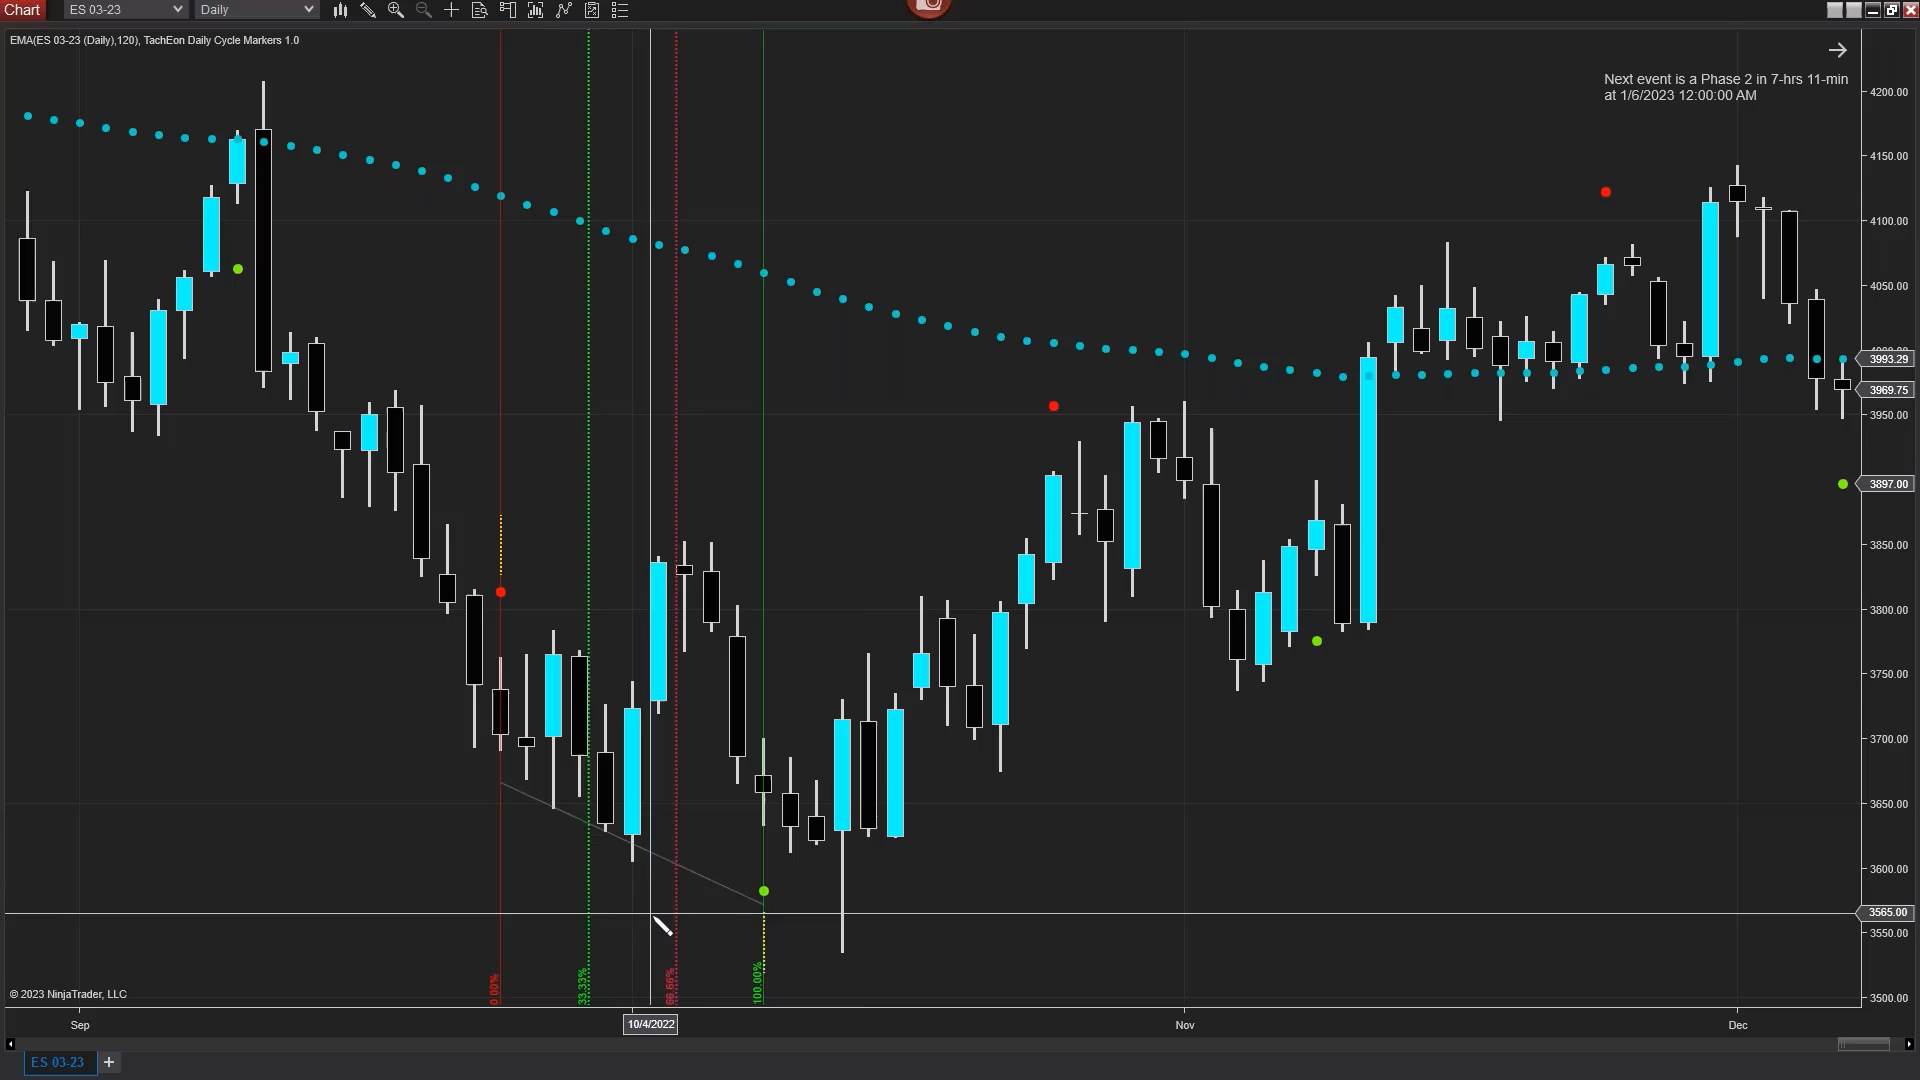 Chart
ES 03-23
Daily
EMA(ES 03-23 (Daily),120), TachEon Daily Cycle Markers 1.0
Next event is a Phase 2 in 7-hrs 11-min
at 1/6/2023 12:00:00 AM
4200.00
4150.00
4100.00
4050.00
3993.29
3969.75
3950.00
3897.00
3850.00
3800.00
3750.00
3700.00
3650.00
3600.00
3565.00
3550.00
3500.00
0.00%
33.33%
66.66%
100.00%
© 2023 NinjaTrader, LLC
Sep
10/4/2022
Nov
Dec
ES 03-23